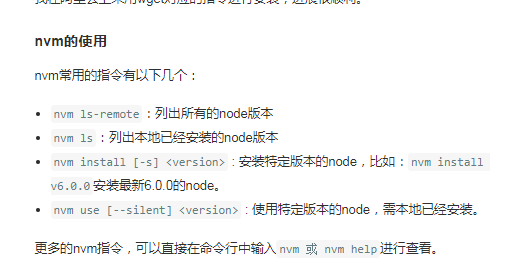 nvm的使用
nvm常用的指令有以下几个：
nvm ls-remote：列出所有的node版本
nvm ls：列出本地已经安装的node版本
nvm install [-s] <version>：安装特定版本的node，比如：nvm install
v6.0.0 安装最新6.0.0的node。
nvm use [--silent] <version>：使用特定版本的node，需本地已经安装。
更多的nvm指令，可以直接在命令行中输入 nvm 或 nvm help 进行查看。